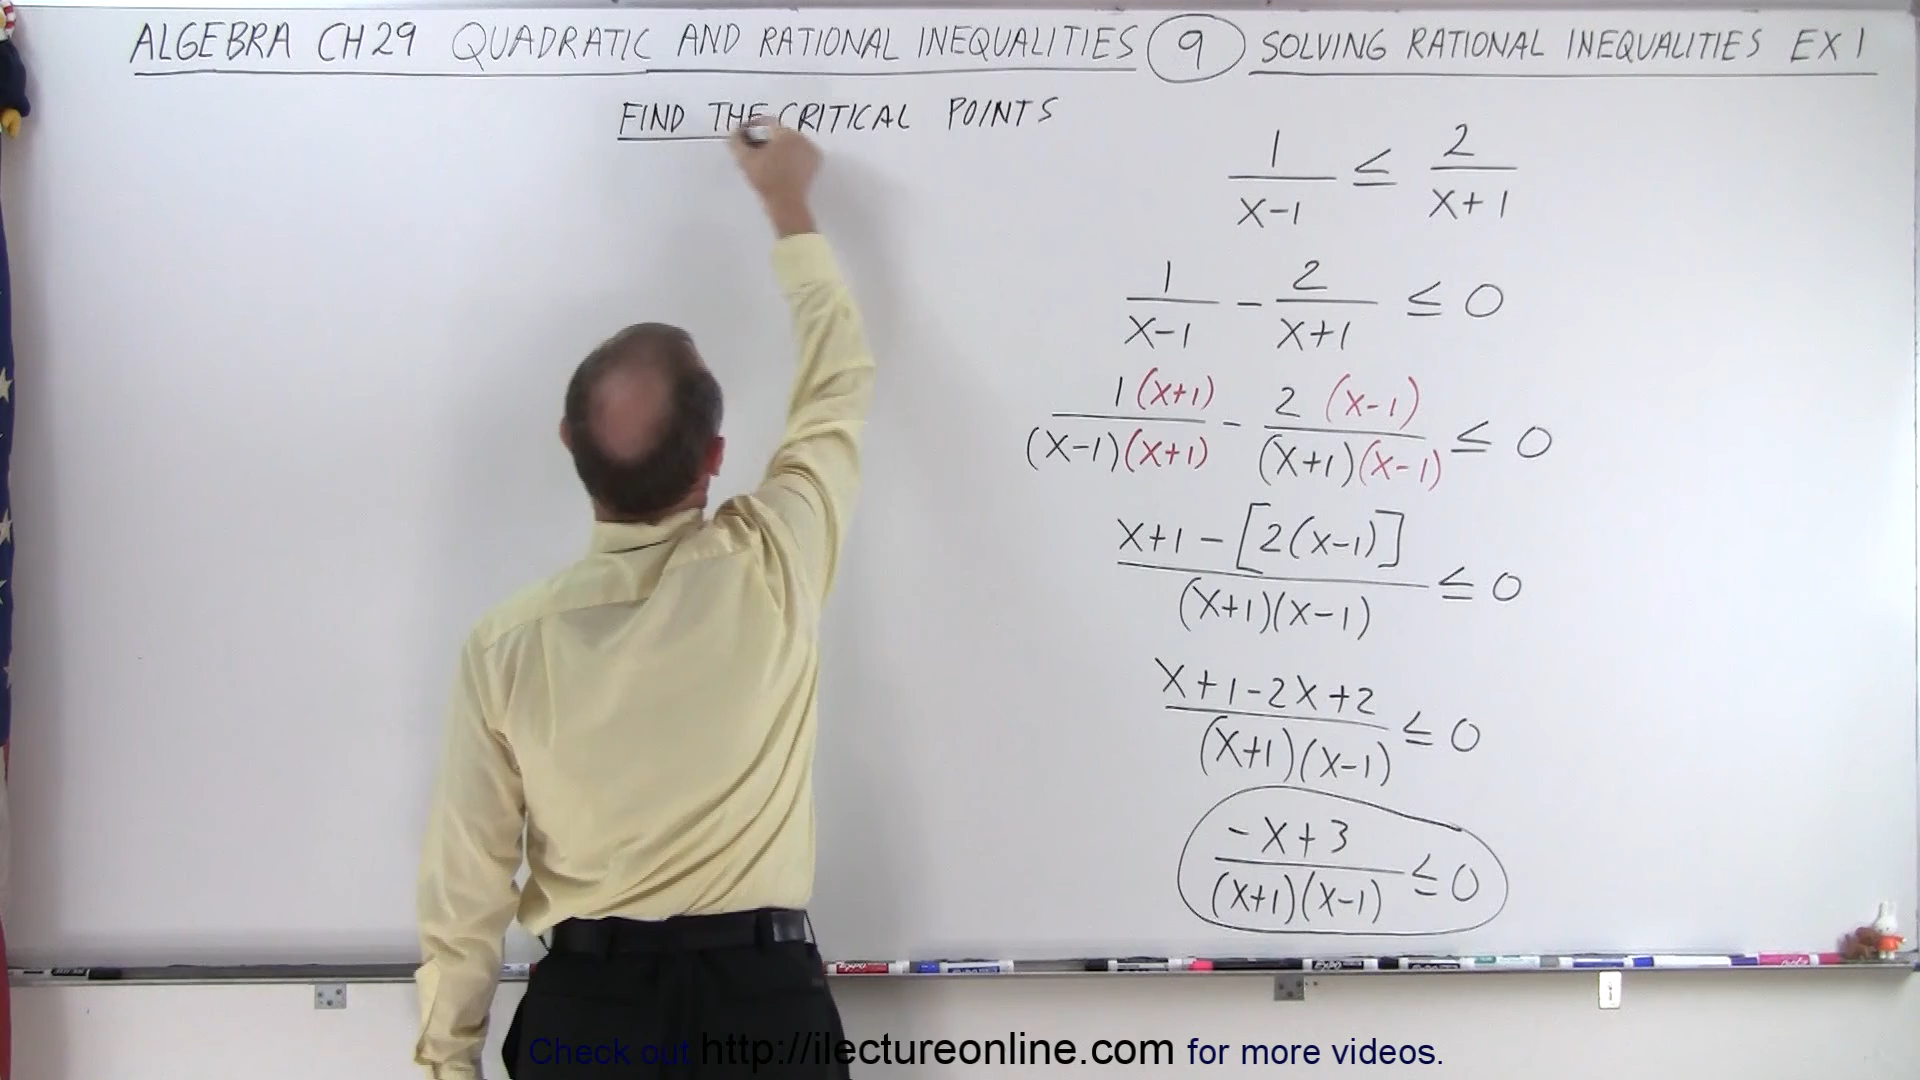 ALGEBRA CH29 QUADRATIC AND RATIONAL INEQUALITIES 9 SOLVING RATIONAL INEQUALITIES EX 1
FIND THE CRITICAL POINTS
1/(x-1) ≤ 2/(x+1)
1/(x-1) - 2/(x+1) ≤ 0
1(x+1)/((x-1)(x+1)) - 2(x-1)/((x+1)(x-1)) ≤ 0
(x+1-[2(x-1)])/((x+1)(x-1)) ≤ 0
(x+1-2x+2)/((x+1)(x-1)) ≤ 0
(-x+3)/((x+1)(x-1)) ≤ 0
Check out http://ilectureonline.com for more videos.